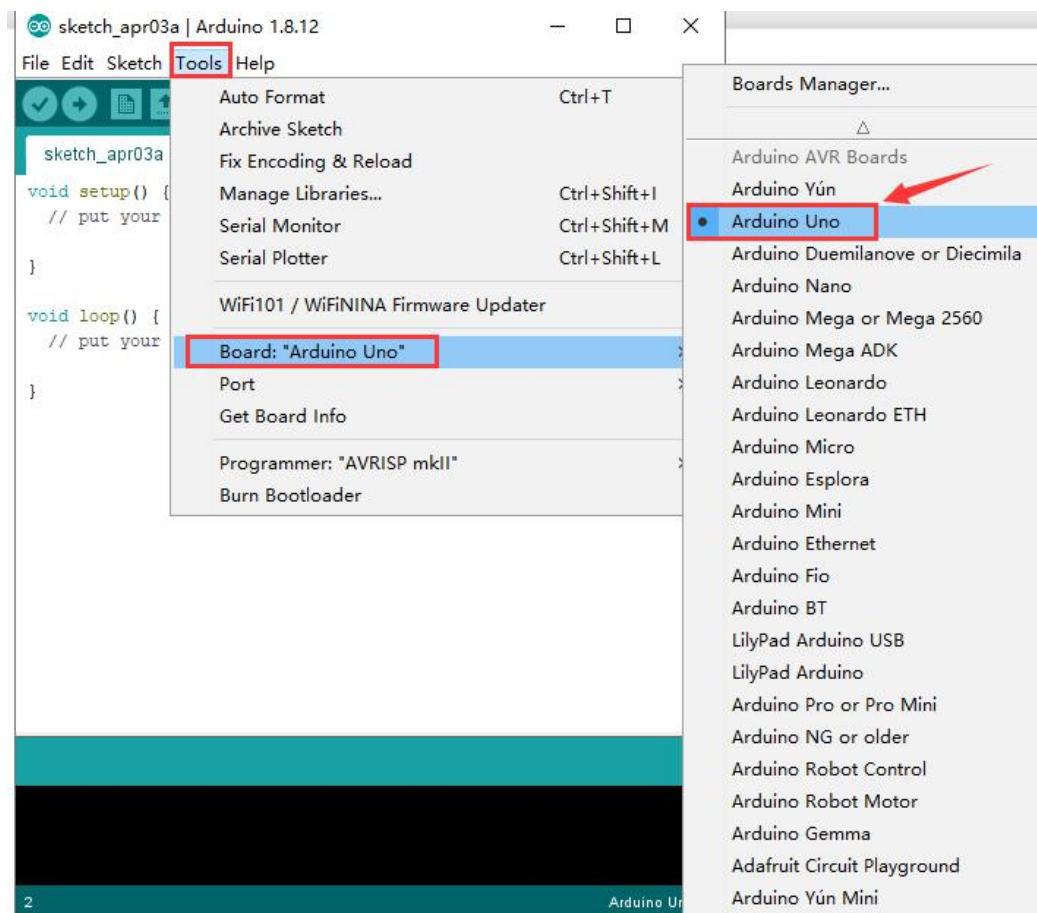 sketch_apr03a | Arduino 1.8.12
File Edit Sketch Tools Help
sketch_apr03a
void setup() {
// put your
}
void loop() {
// put your
}
Auto Format Ctrl+T
Archive Sketch
Fix Encoding & Reload
Manage Libraries... Ctrl+Shift+I
Serial Monitor Ctrl+Shift+M
Serial Plotter Ctrl+Shift+L
WiFi101 / WiFiNINA Firmware Updater
Board: "Arduino Uno"
Port
Get Board Info
Programmer: "AVRISP mkII"
Burn Bootloader
Boards Manager...
Arduino AVR Boards
Arduino Yún
Arduino Uno
Arduino Duemilanove or Diecimila
Arduino Nano
Arduino Mega or Mega 2560
Arduino Mega ADK
Arduino Leonardo
Arduino Leonardo ETH
Arduino Micro
Arduino Esplora
Arduino Mini
Arduino Ethernet
Arduino Fio
Arduino BT
LilyPad Arduino USB
LilyPad Arduino
Arduino Pro or Pro Mini
Arduino NG or older
Arduino Robot Control
Arduino Robot Motor
Arduino Gemma
Adafruit Circuit Playground
Arduino Yún Mini
2 Arduino